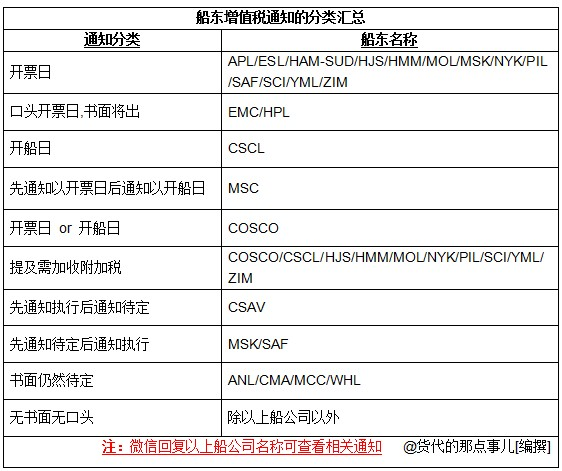 船东增值税通知的分类汇总
通知分类 船东名称
开票日 APL/ESL/HAM-SUD/HJS/HMM/MOL/MSK/NYK/PIL
/SAF/SCI/YML/ZIM
口头开票日,书面将出 EMC/HPL
开船日 CSCL
先通知以开票日后通知以开船日 MSC
开票日 or 开船日 COSCO
提及需加收附加税 COSCO/CSCL/HJS/HMM/MOL/NYK/PIL/SCI/YML/
ZIM
先通知执行后通知待定 CSAV
先通知待定后通知执行 MSK/SAF
书面仍然待定 ANL/CMA/MCC/WHL
无书面无口头 除以上船公司以外
注：微信回复以上船公司名称可查看相关通知 @货代的那点事儿[编撰]